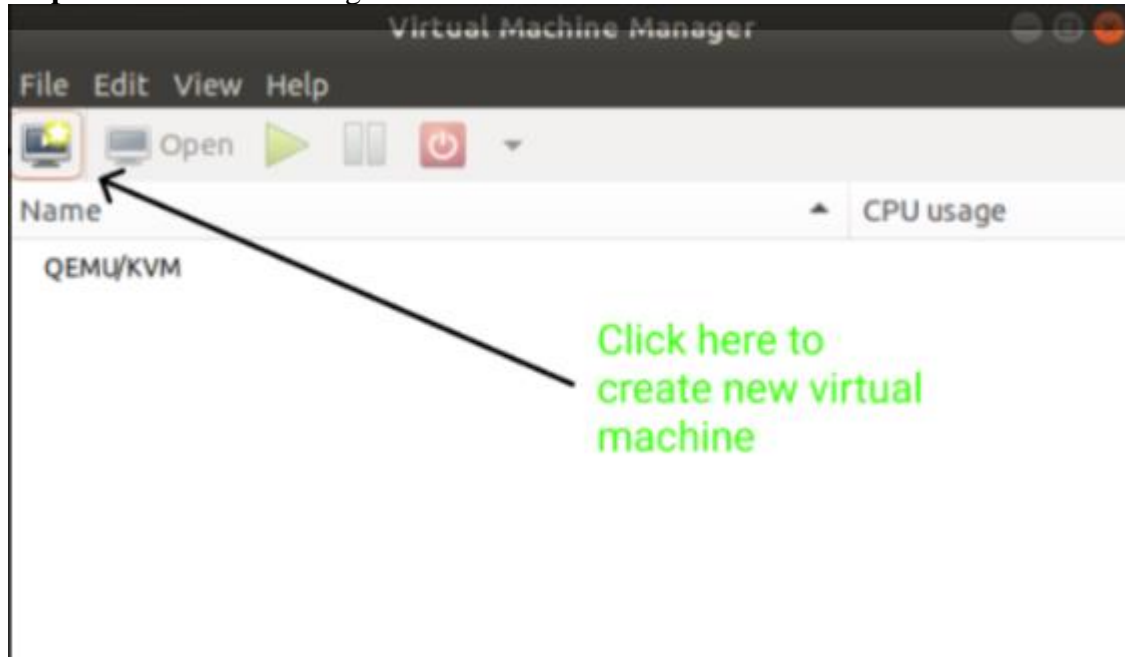 Virtual Machine Manager
File Edit View Help
Open
Name CPU usage
QEMU/KVM
Click here to
create new virtual
machine